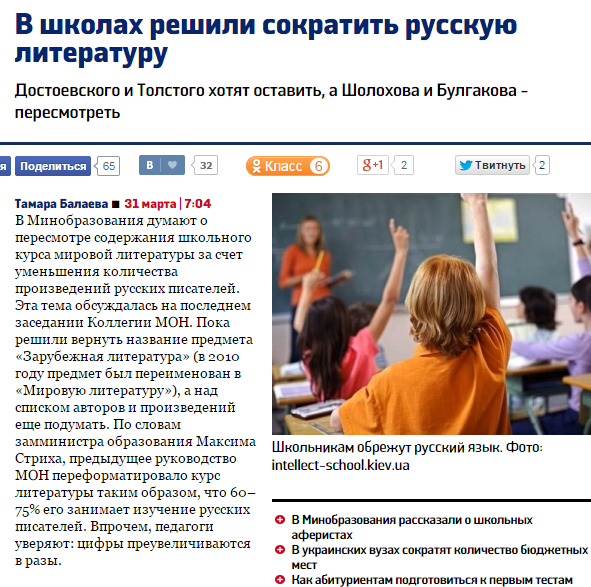 В школах решили сократить русскую
литературу
Достоевского и Толстого хотят оставить, а Шолохова и Булгакова –
пересмотреть
я
Поделиться 65
В 32
Класс 6
g+1 2
Твитнуть 2
Тамара Балаева ■ 31 марта | 7:04
В Минобразования думают о
пересмотре содержания школьного
курса мировой литературы за счет
уменьшения количества
произведений русских писателей.
Эта тема обсуждалась на последнем
заседании Коллегии МОН. Пока
решили вернуть название предмета
«Зарубежная литература» (в 2010
году предмет был переименован в
«Мировую литературу»), а над
списком авторов и произведений
еще подумать. По словам
замминистра образования Максима
Стриха, предыдущее руководство
МОН переформатировало курс
литературы таким образом, что 60–
75% его занимает изучение русских
писателей. Впрочем, педагоги
уверяют: цифры преувеличиваются
в разы.
Школьникам обрежут русский язык. Фото:
intellect-school.kiev.ua
В Минобразования рассказали о школьных
аферистах
В украинских вузах сократят количество бюджетных
мест
Как абитуриентам подготовиться к первым тестам